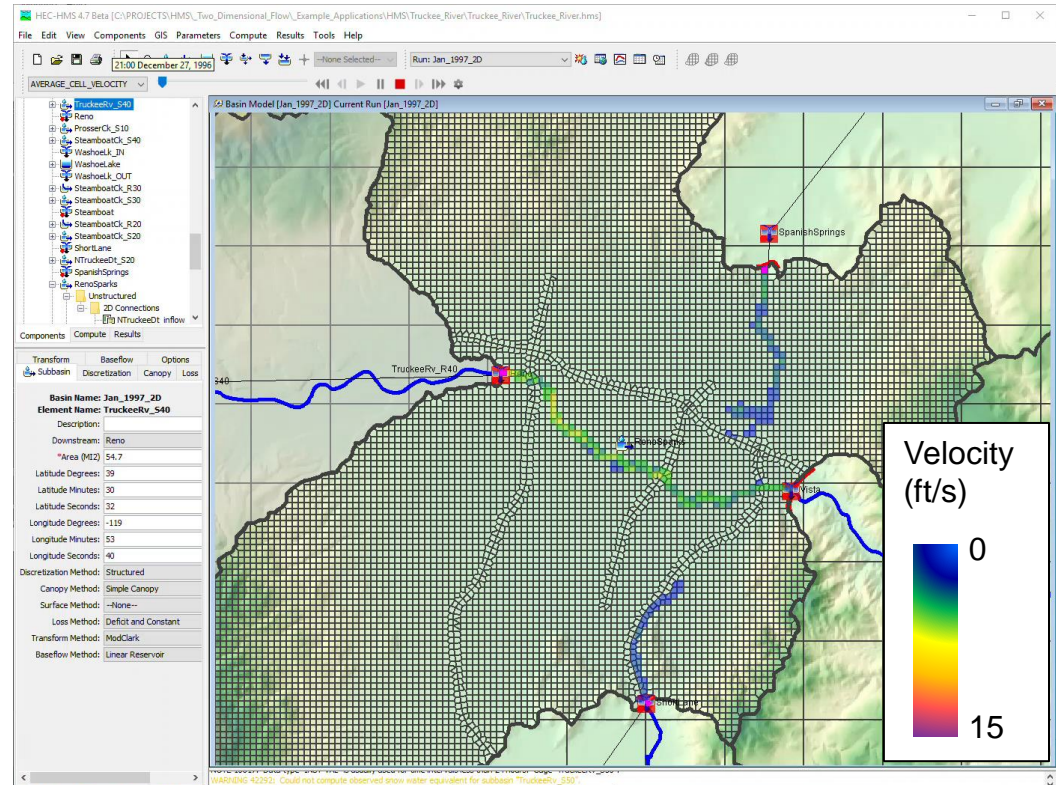 HEC-HMS 4.7 Beta [C:\PROJECTS\HMS\_Two_Dimensional_Flow\_Example_Applications\HMS\Truckee_River\Truckee_River\Truckee_River.hms]
File Edit View Components GIS Parameters Compute Results Tools Help
--None Selected-- Run: Jan_1997_2D
21:00 December 27, 1996
AVERAGE_CELL_VELOCITY
TruckeeRv_S40
Reno
ProsserCk_S10
SteamboatCk_S40
WashoeLk_IN
WashoeLake
WashoeLk_OUT
SteamboatCk_R30
SteamboatCk_S30
Steamboat
SteamboatCk_R20
SteamboatCk_S20
ShortLane
NTruckeeDt_S20
SpanishSprings
RenoSparks
Unstructured
2D Connections
NTruckeeDt inflow
Components Compute Results
Transform Baseflow Options
Subbasin Discretization Canopy Loss
Basin Name: Jan_1997_2D
Element Name: TruckeeRv_S40
Description:
Downstream: Reno
*Area (MI2) 54.7
Latitude Degrees: 39
Latitude Minutes: 30
Latitude Seconds: 32
Longitude Degrees: -119
Longitude Minutes: 53
Longitude Seconds: 40
Discretization Method: Structured
Canopy Method: Simple Canopy
Surface Method: --None--
Loss Method: Deficit and Constant
Transform Method: ModClark
Baseflow Method: Linear Reservoir
Basin Model [Jan_1997_2D] Current Run [Jan_1997_2D]
SpanishSprings
TruckeeRv_R40
S40
RenoSparks
Vista
ShortLane
Velocity
(ft/s)
0
15
WARNING 42292: Could not compute observed snow water equivalent for subbasin "TruckeeRv_S50".